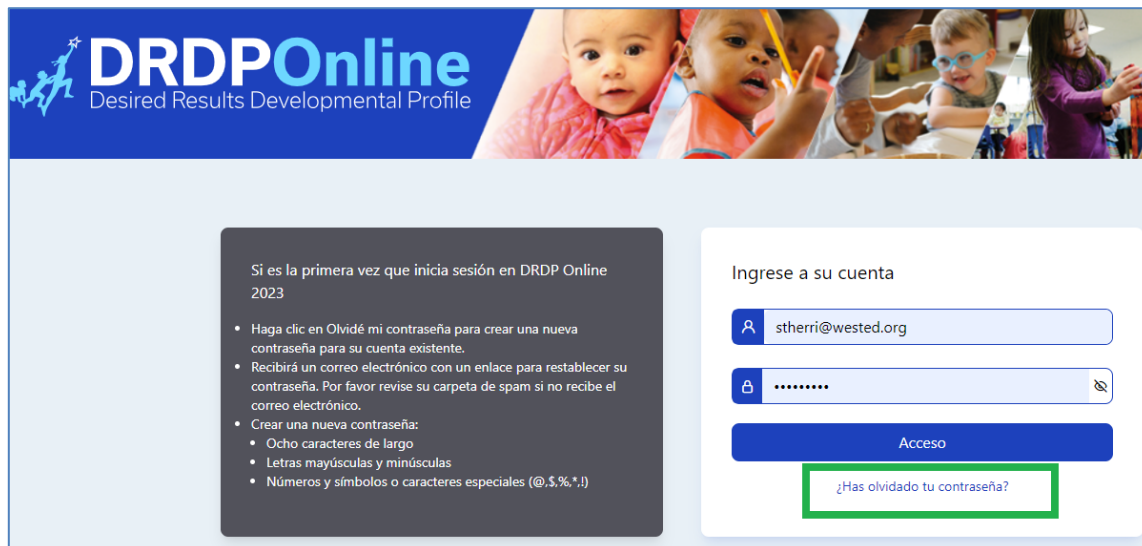 DRDPOnline
Desired Results Developmental Profile
Si es la primera vez que inicia sesión en DRDP Online
2023
• Haga clic en Olvidé mi contraseña para crear una nueva
contraseña para su cuenta existente.
• Recibirá un correo electrónico con un enlace para restablecer su
contraseña. Por favor revise su carpeta de spam si no recibe el
correo electrónico.
• Crear una nueva contraseña:
• Ocho caracteres de largo
• Letras mayúsculas y minúsculas
• Números y símbolos o caracteres especiales (@,$,%,*,!)
Ingrese a su cuenta
stherri@wested.org
•••••••••
Acceso
¿Has olvidado tu contraseña?